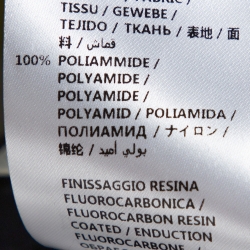 TISSU / GEWEBE /
TEJIDO / ТКАНЬ / 表地 / 面
料 / قماش /
100% POLIAMMIDE /
POLYAMIDE /
POLYAMIDE /
POLYAMID / POLIAMIDA /
ПОЛИАМИД / ナイロン /
锦纶 / بولي أميد /
FINISSAGGIO RESINA
FLUOROCARBONICA /
FLUOROCARBON RESIN
COATED / ENDUCTION
FLUOROCARBONE /